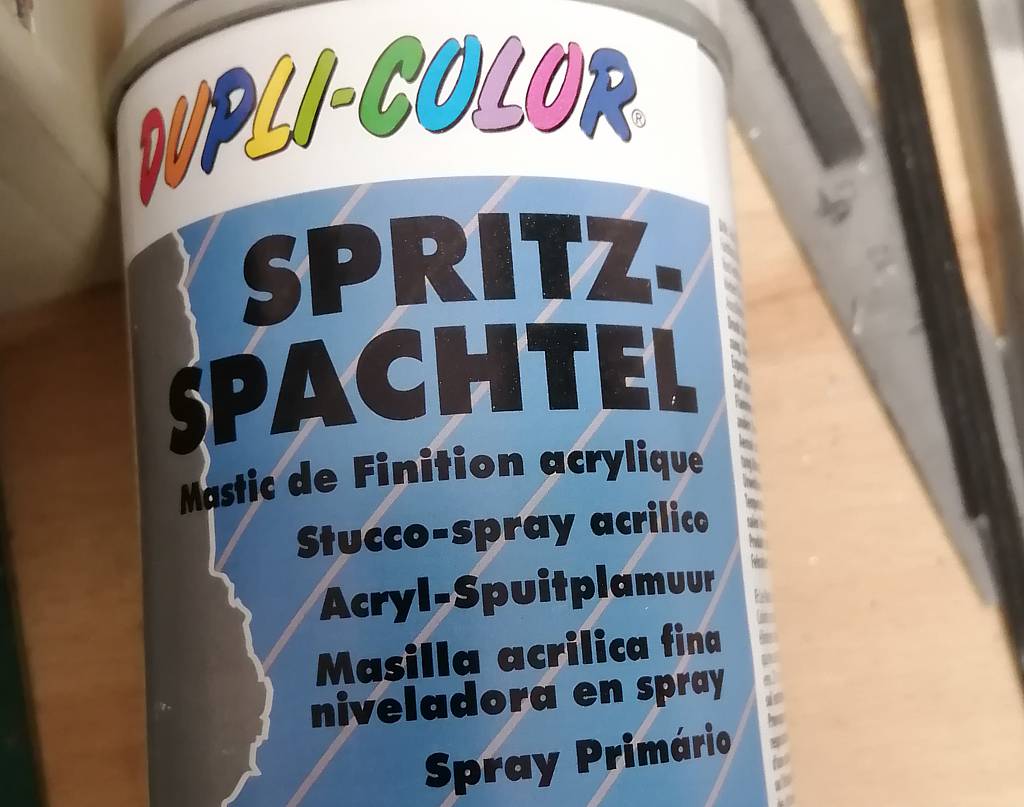 DUPLI-COLOR®
SPRITZ-
SPACHTEL
Mastic de Finition acrylique
Stucco-spray acrilico
Acryl-Spuitplamuur
Masilla acrilica fina
niveladora en spray
Spray Primário